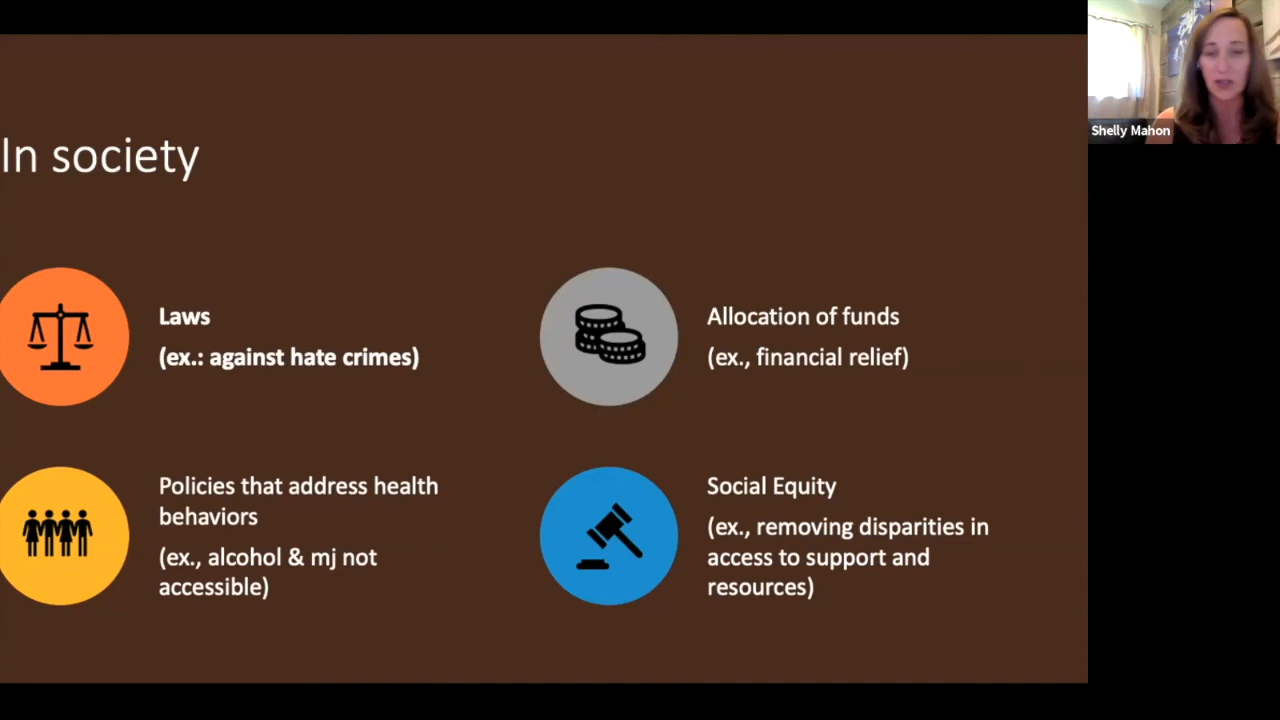 In society
Laws
(ex.: against hate crimes)
Allocation of funds
(ex., financial relief)
Policies that address health
behaviors
(ex., alcohol & mj not
accessible)
Social Equity
(ex., removing disparities in
access to support and
resources)
Shelly Mahon